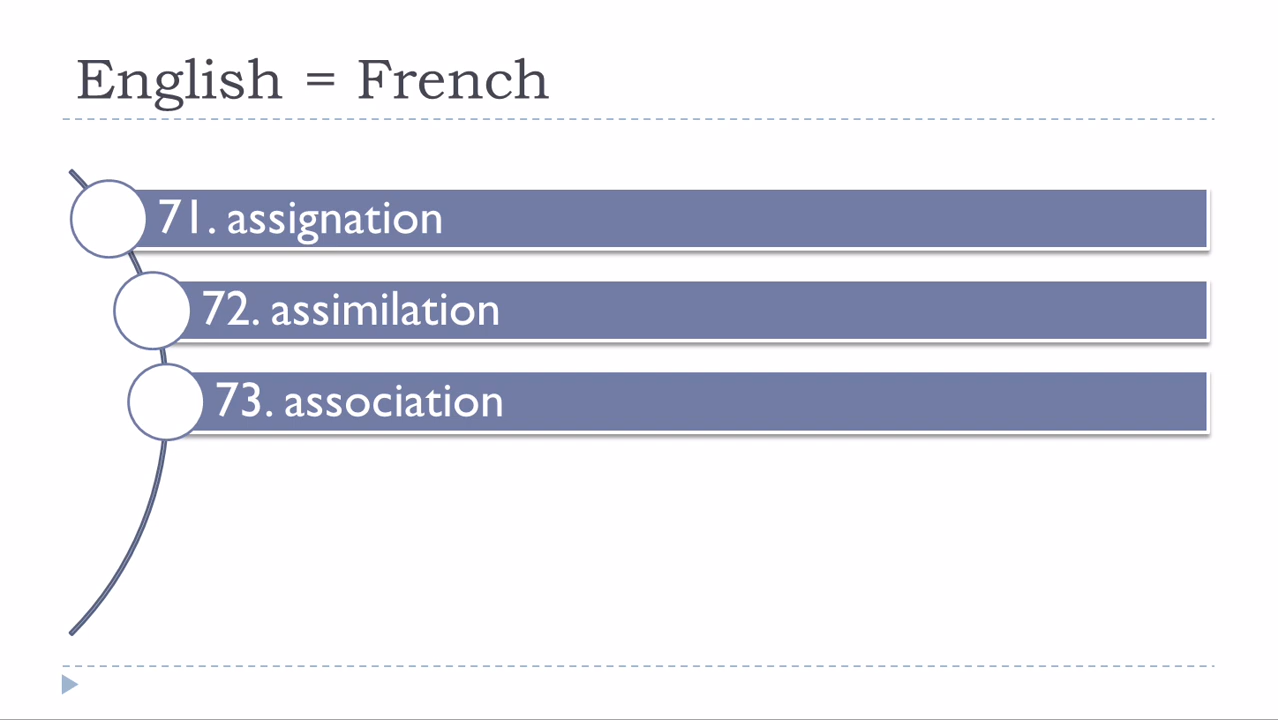 English = French
71. assignation
72. assimilation
73. association